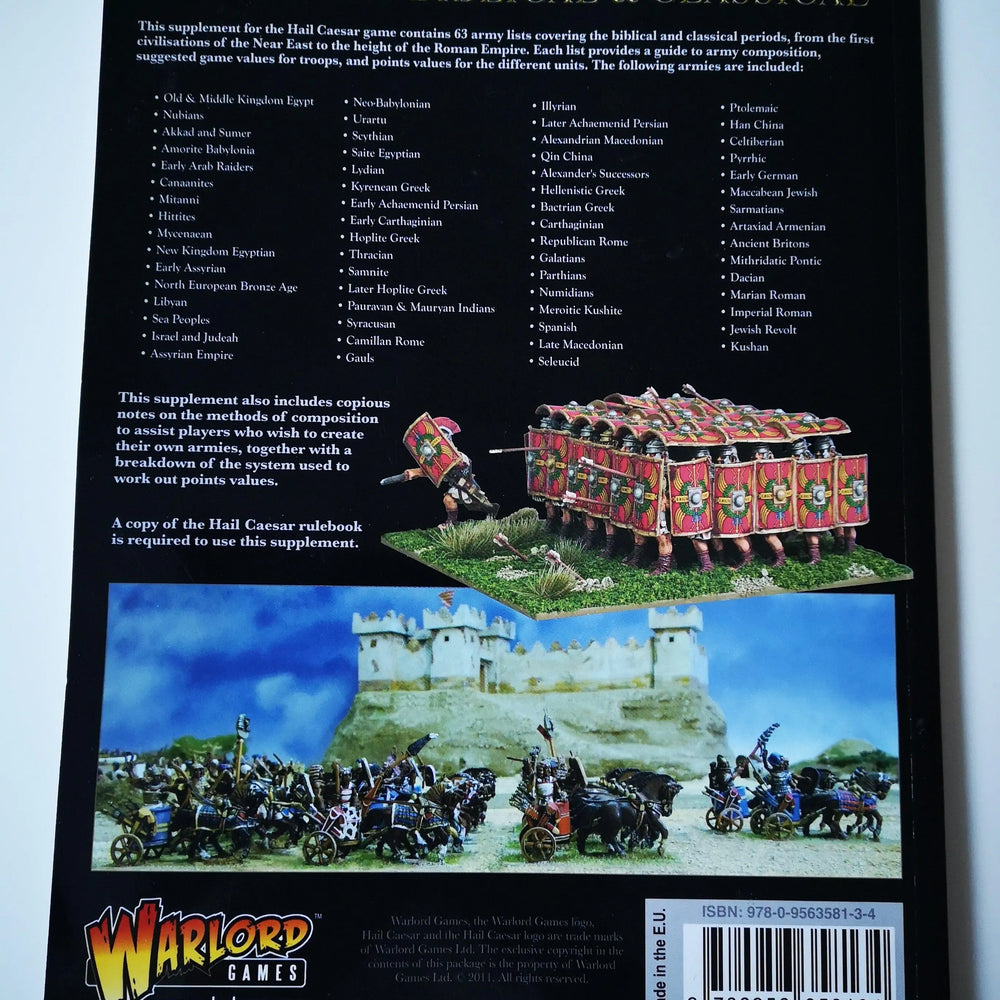 BIBLICAL & CLASSICAL
This supplement for the Hail Caesar game contains 63 army lists covering the biblical and classical periods, from the first
civilisations of the Near East to the height of the Roman Empire. Each list provides a guide to army composition,
suggested game values for troops, and points values for the different units. The following armies are included:
• Old & Middle Kingdom Egypt
• Nubians
• Akkad and Sumer
• Amorite Babylonia
• Early Arab Raiders
• Canaanites
• Mitanni
• Hittites
• Mycenaean
• New Kingdom Egyptian
• Early Assyrian
• North European Bronze Age
• Libyan
• Sea Peoples
• Israel and Judeah
• Assyrian Empire
• Neo-Babylonian
• Urartu
• Scythian
• Saite Egyptian
• Lydian
• Kyrenean Greek
• Early Achaemenid Persian
• Early Carthaginian
• Hoplite Greek
• Thracian
• Samnite
• Later Hoplite Greek
• Pauravan & Mauryan Indians
• Syracusan
• Camillan Rome
• Gauls
• Illyrian
• Later Achaemenid Persian
• Alexandrian Macedonian
• Qin China
• Alexander's Successors
• Hellenistic Greek
• Bactrian Greek
• Carthaginian
• Republican Rome
• Galatians
• Parthians
• Numidians
• Meroitic Kushite
• Spanish
• Late Macedonian
• Seleucid
• Ptolemaic
• Han China
• Celtiberian
• Pyrrhic
• Early German
• Maccabean Jewish
• Sarmatians
• Artaxiad Armenian
• Ancient Britons
• Mithridatic Pontic
• Dacian
• Marian Roman
• Imperial Roman
• Jewish Revolt
• Kushan
This supplement also includes copious
notes on the methods of composition
to assist players who wish to create
their own armies, together with a
breakdown of the system used to
work out points values.
A copy of the Hail Caesar rulebook
is required to use this supplement.
WARLORD™
GAMES
Warlord Games, the Warlord Games logo,
Hail Caesar and the Hail Caesar logo are trade marks
of Warlord Games Ltd. The exclusive copyright in the
contents of this package is the property of Warlord
Games Ltd. © 2011. All rights reserved.
ade in the E.U.
ISBN: 978-0-9563581-3-4